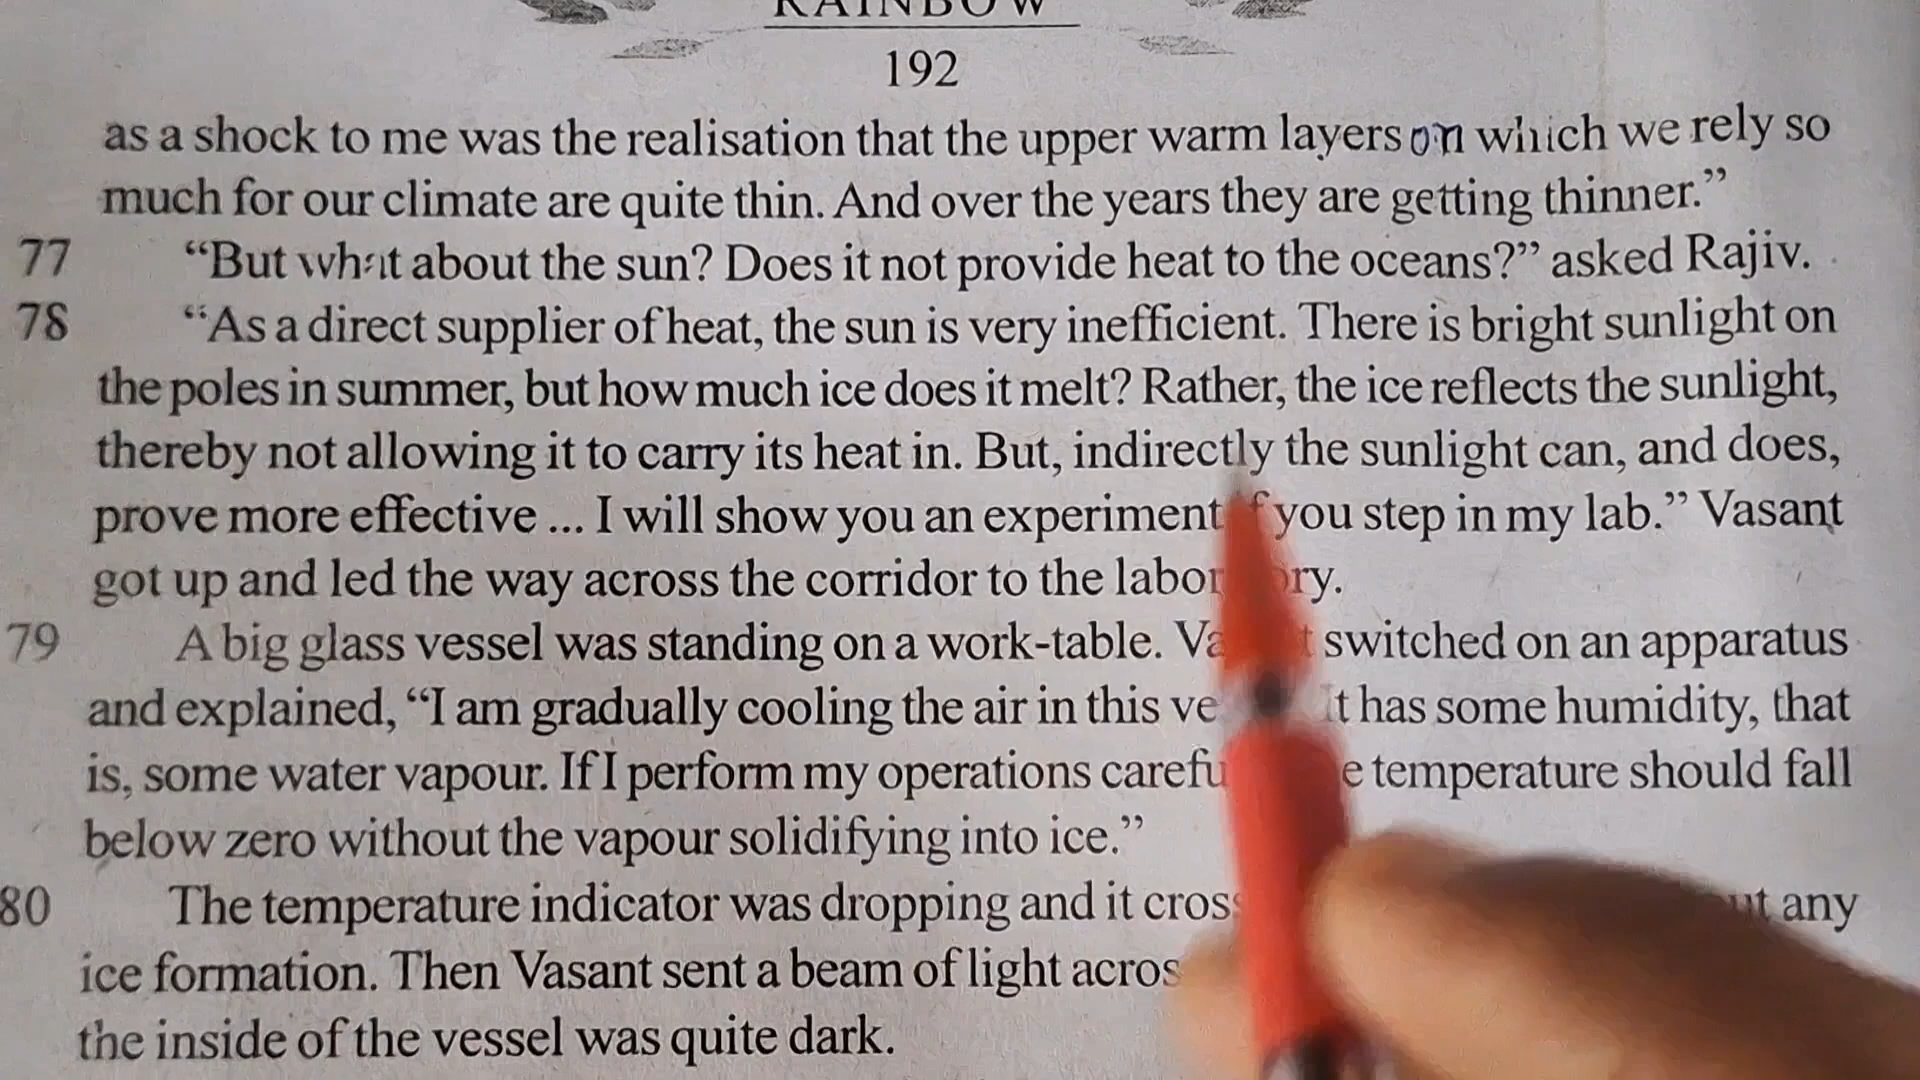 RAINBOW
192
as a shock to me was the realisation that the upper warm layers on which we rely so
much for our climate are quite thin. And over the years they are getting thinner.”
77 “But what about the sun? Does it not provide heat to the oceans?” asked Rajiv.
78 “As a direct supplier of heat, the sun is very inefficient. There is bright sunlight on
the poles in summer, but how much ice does it melt? Rather, the ice reflects the sunlight,
thereby not allowing it to carry its heat in. But, indirectly the sunlight can, and does,
prove more effective ... I will show you an experiment you step in my lab.” Vasant
got up and led the way across the corridor to the
79 A big glass vessel was standing on a work-table. switched on an apparatus
and explained, “I am gradually cooling the air in this has some humidity, that
is, some water vapour. If I perform my operations temperature should fall
below zero without the vapour solidifying into ice.”
80 The temperature indicator was dropping and it any
ice formation. Then Vasant sent a beam of light
the inside of the vessel was quite dark.